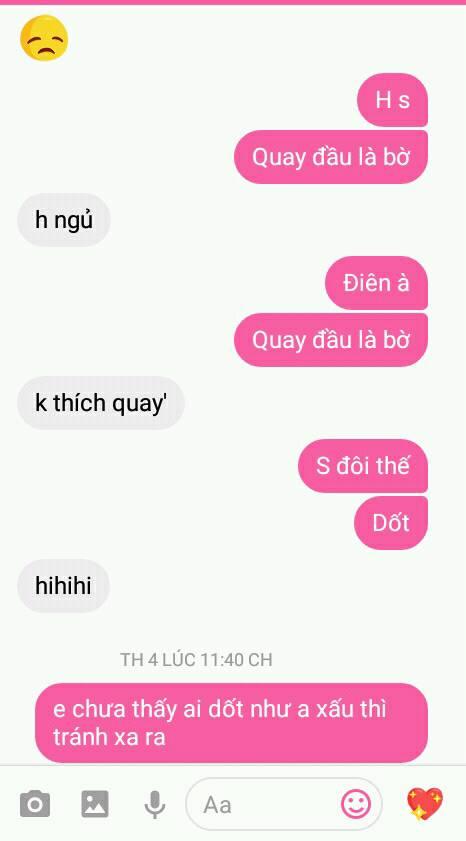 H s
Quay đầu là bờ
h ngủ
Điên à
Quay đầu là bờ
k thích quay'
S đôi thế
Dốt
hihihi
TH 4 LÚC 11:40 CH
e chưa thấy ai dốt như a xấu thì
tránh xa ra
Aa